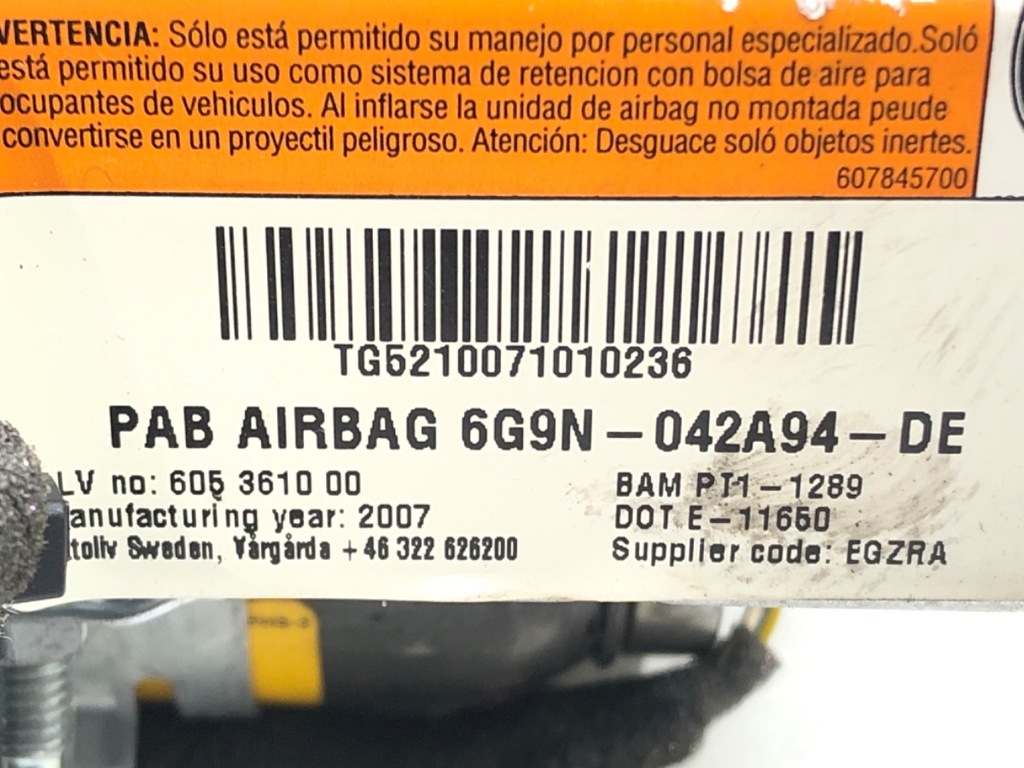 VERTENCIA: Sólo está permitido su manejo por personal especializado.Soló
está permitido su uso como sistema de retencion con bolsa de aire para
ocupantes de vehiculos. Al inflarse la unidad de airbag no montada peude
convertirse en un proyectil peligroso. Atención: Desguace soló objetos inertes.
607845700
TG5210071010236
PAB AIRBAG 6G9N-042A94-DE
LV no: 605 3610 00
anufacturing year: 2007
toliv Sweden, Vårgårda +46 322 626200
BAM PT1-1289
DOT E-11650
Supplier code: EGZRA